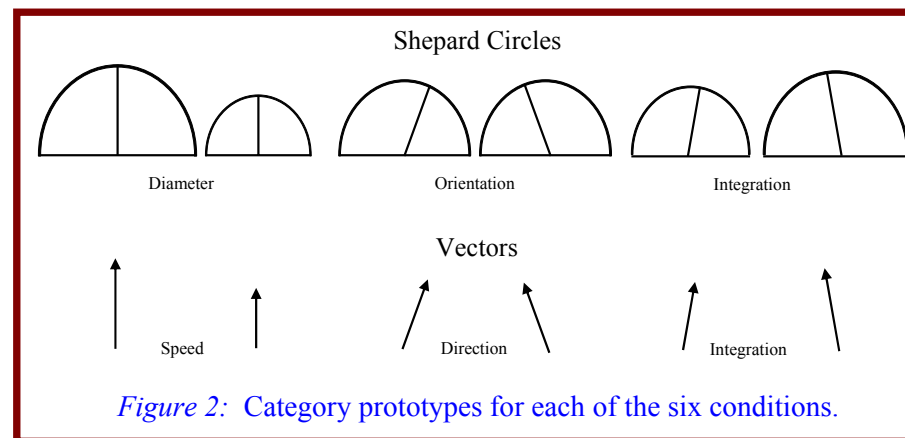 Shepard Circles
Diameter
Orientation
Integration
Vectors
Speed
Direction
Integration
Figure 2: Category prototypes for each of the six conditions.